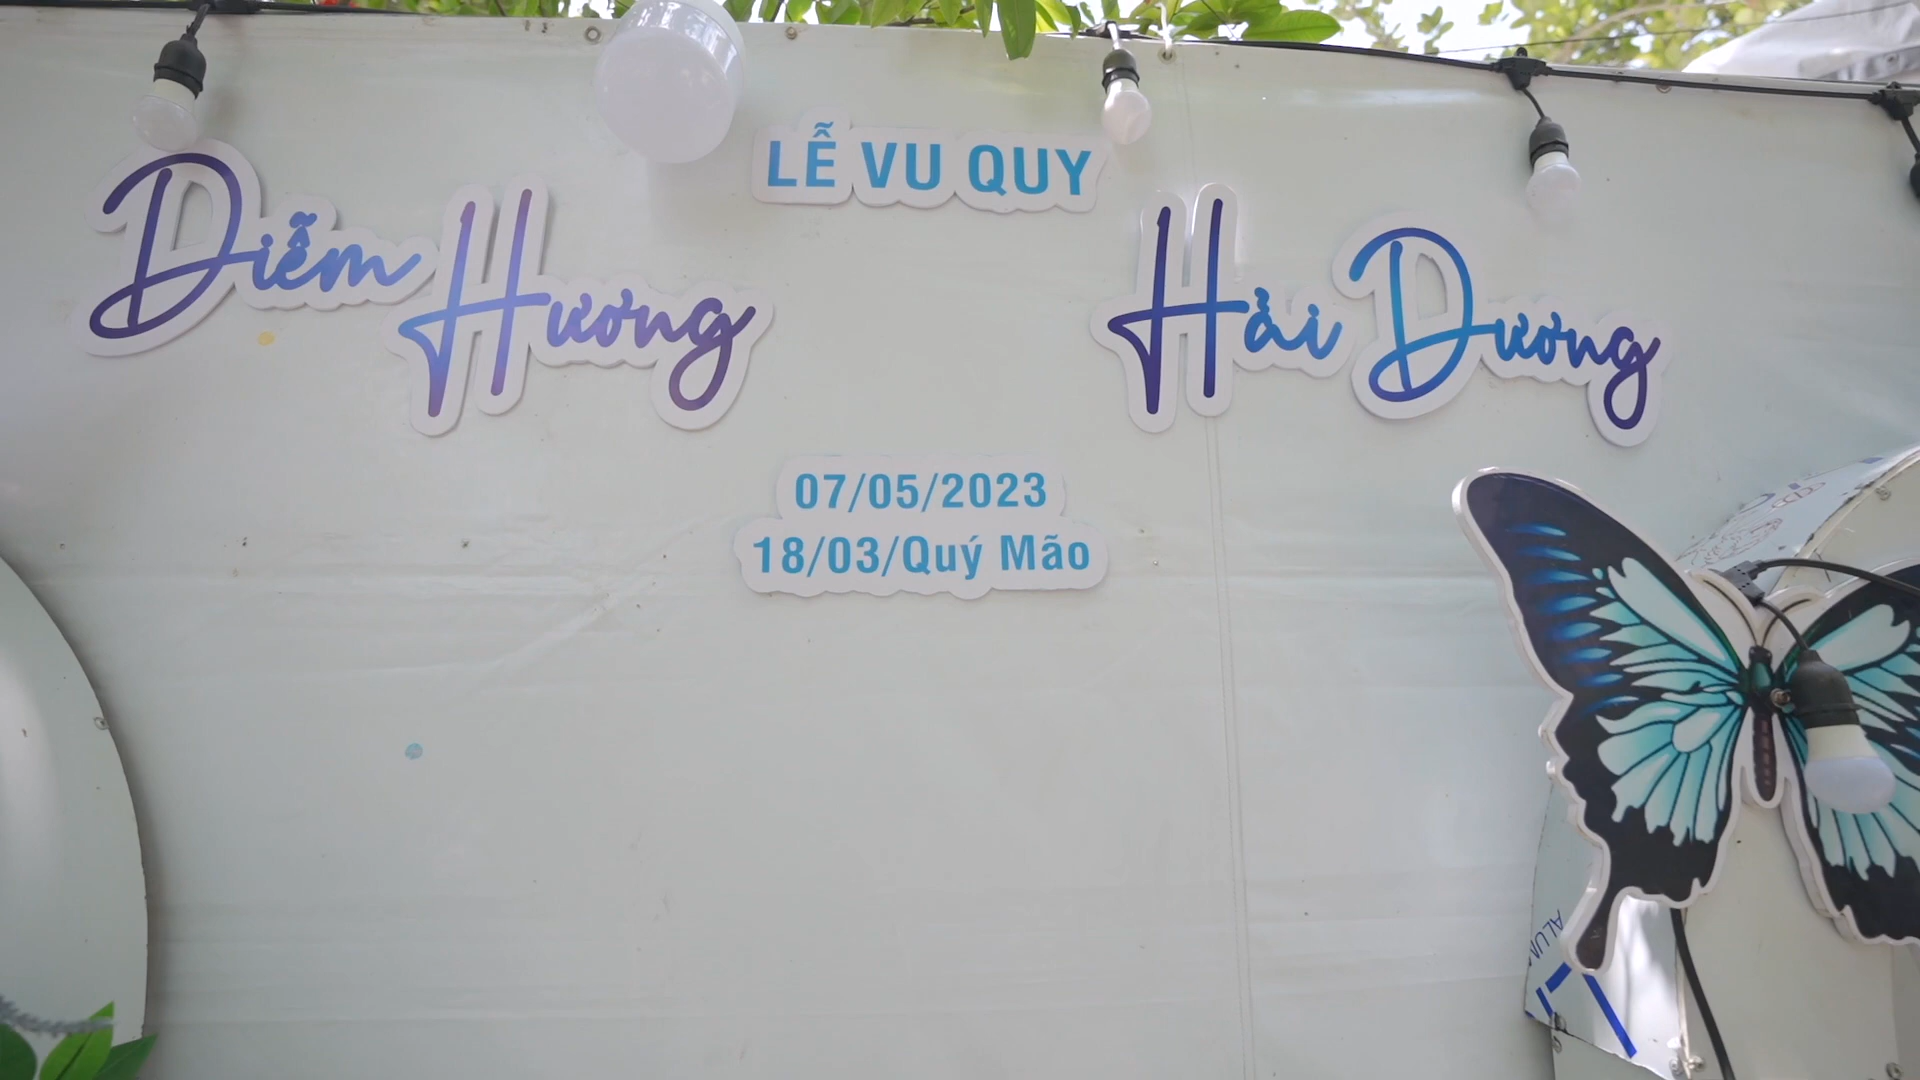 LỄ VU QUY
Diễm Hương
Hải Dương
07/05/2023
18/03/Quý Mão